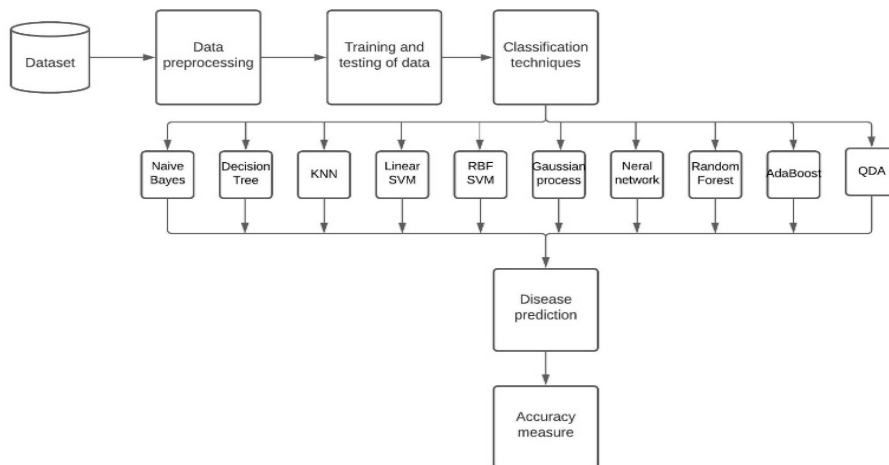 Dataset
Data
preprocessing
Training and
testing of data
Classification
techniques
Naive
Bayes
Decision
Tree
KNN
Linear
SVM
RBF
SVM
Gaussian
process
Neral
network
Random
Forest
AdaBoost
QDA
Disease
prediction
Accuracy
measure